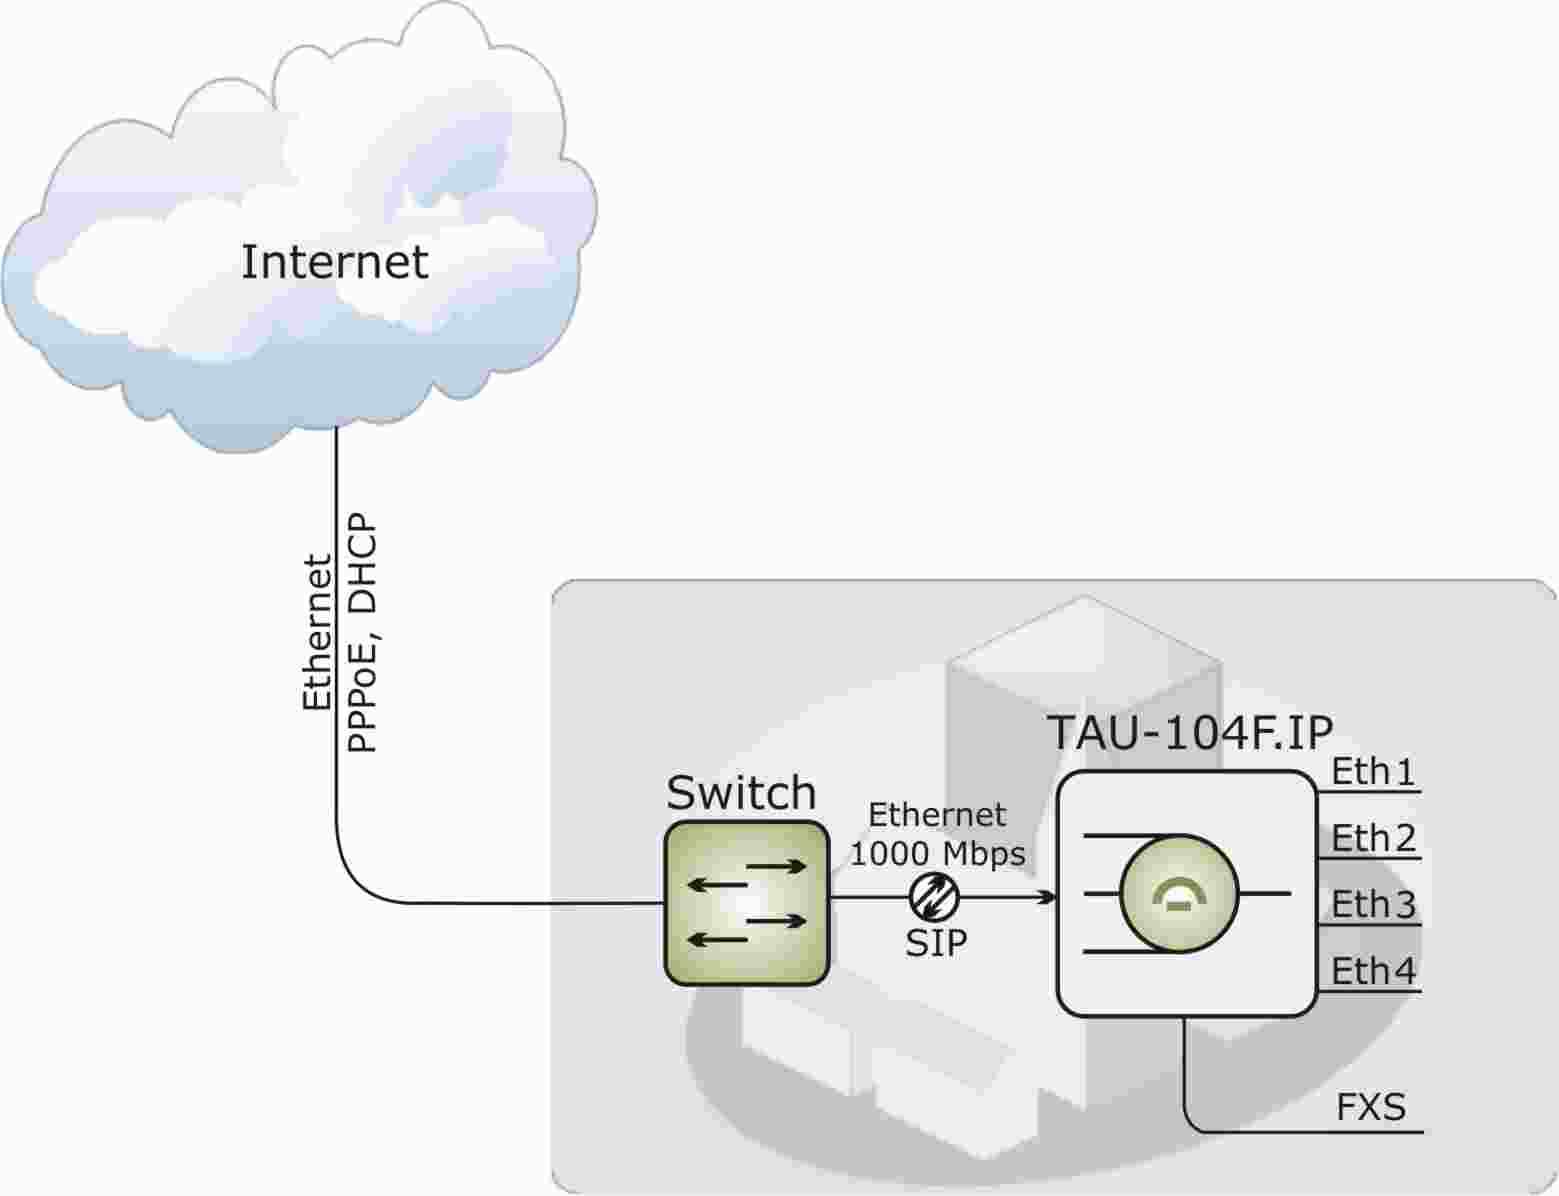 Internet
Ethernet
PPPoE, DHCP
TAU-104F.IP
Switch
Ethernet
1000 Mbps
SIP
Eth1
Eth2
Eth3
Eth4
FXS